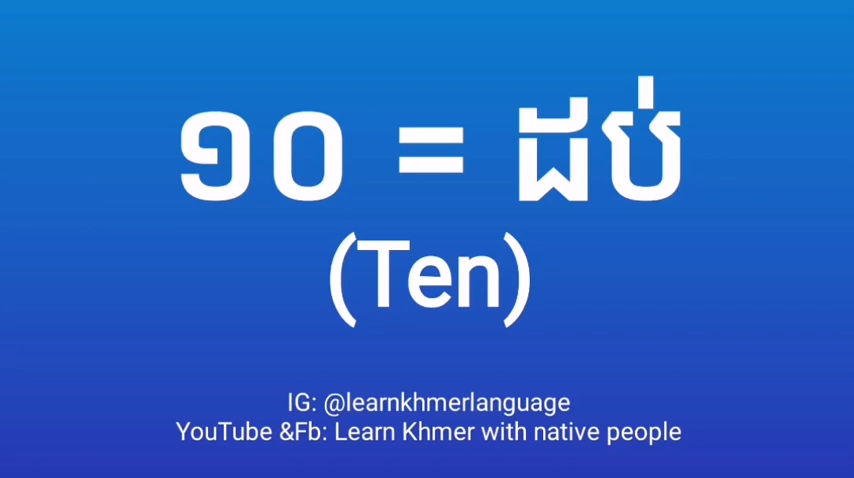 ១០ = ដប់
(Ten)
IG: @learnkhmerlanguage
YouTube &Fb: Learn Khmer with native people